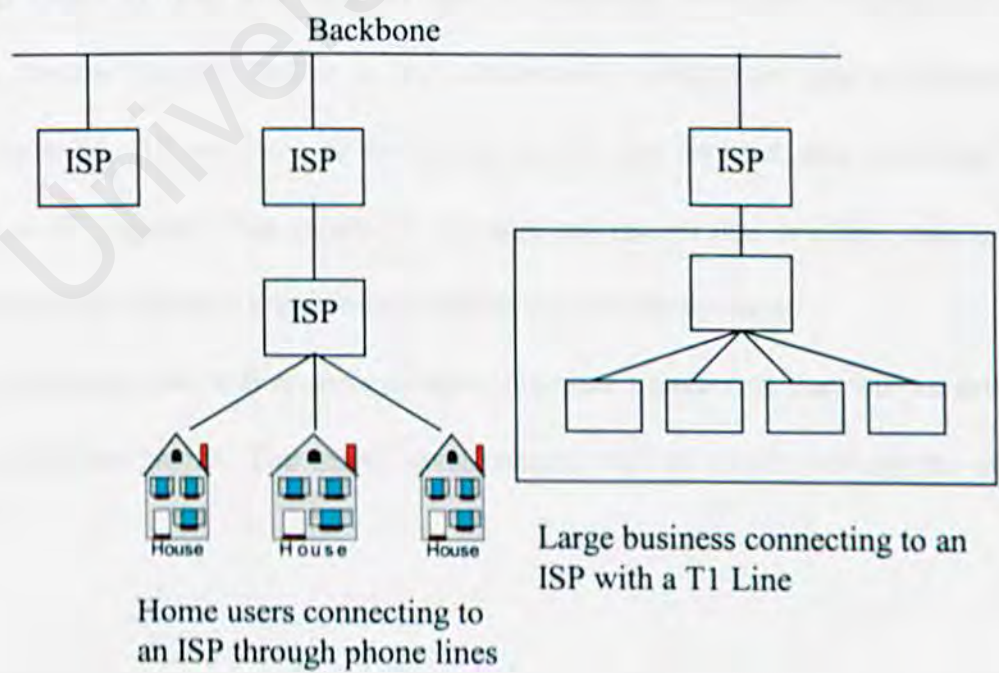 Backbone
ISP
ISP
ISP
ISP
House
House
House
Large business connecting to an
ISP with a T1 Line
Home users connecting to
an ISP through phone lines
Univers